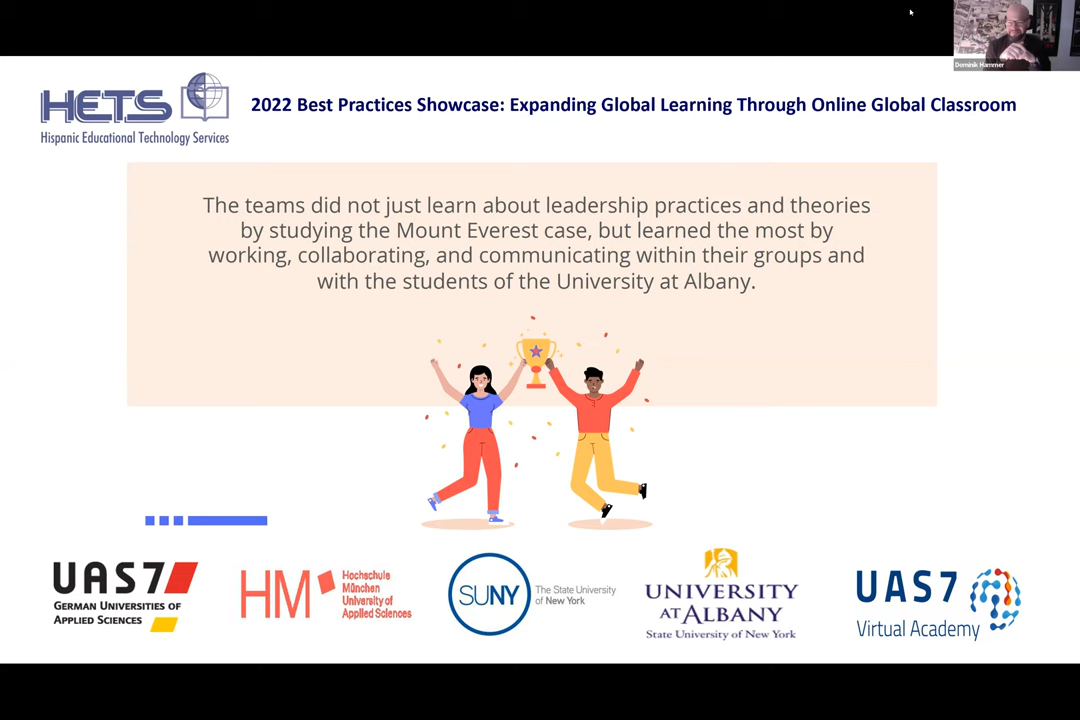 Dominik Hammer
HETS
Hispanic Educational Technology Services
2022 Best Practices Showcase: Expanding Global Learning Through Online Global Classroom
The teams did not just learn about leadership practices and theories
by studying the Mount Everest case, but learned the most by
working, collaborating, and communicating within their groups and
with the students of the University at Albany.
UAS7
GERMAN UNIVERSITIES OF
APPLIED SCIENCES
HM
Hochschule
München
University of
Applied Sciences
SUNY
The State University
of New York
UNIVERSITY
AT ALBANY
State University of New York
UAS7
Virtual Academy